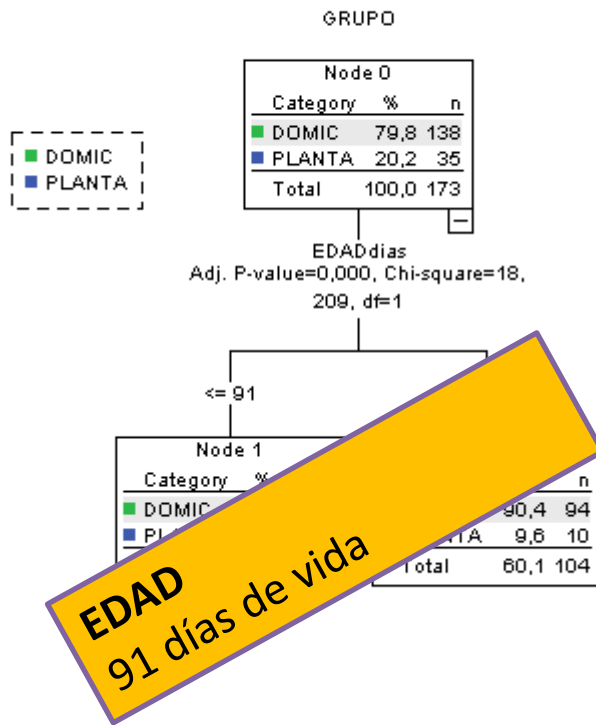 GRUPO
Node 0
Category % n
DOMIC 79,8 138
PLANTA 20,2 35
Total 100,0 173
DOMIC
PLANTA
EDADdias
Adj. P-value=0,000, Chi-square=18,
209, df=1
<= 91
Node 1
Category %
DOMIC
n
90,4 94
9,6 10
Total 60,1 104
EDAD
91 días de vida